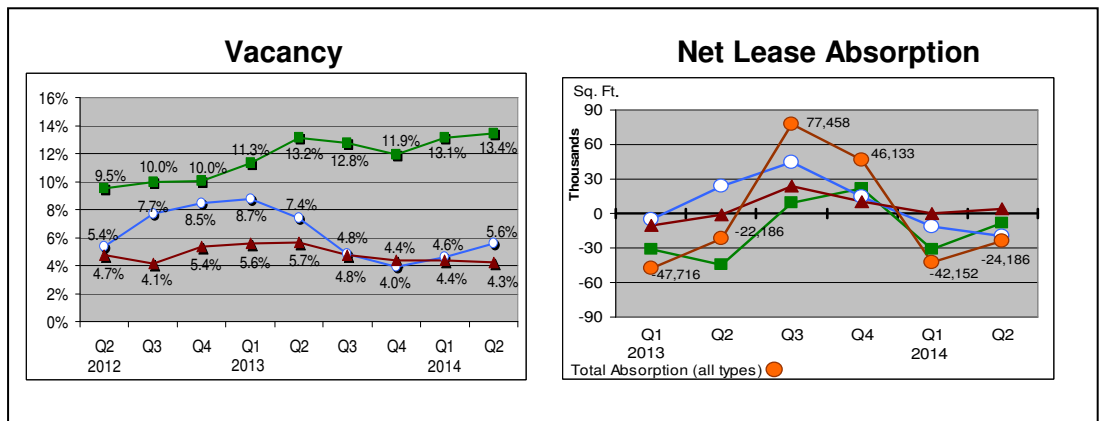 Vacancy
16%
14%
12%
10%
8%
6%
4%
2%
0%
9.5% 10.0% 10.0% 11.3% 13.2% 12.8% 11.9% 13.1% 13.4%
5.4% 7.7% 8.5% 8.7% 7.4% 4.8% 4.0% 4.6% 5.6%
4.7% 4.1% 5.4% 5.6% 5.7% 4.8% 4.4% 4.4% 4.3%
Q2 Q3 Q4 Q1 Q2 Q3 Q4 Q1 Q2
2012 2013 2014
Net Lease Absorption
Sq. Ft.
Thousands
90
60
30
0
-30
-60
-90
77,458
46,133
-22,186
-47,716
-42,152
-24,186
Q1 Q2 Q3 Q4 Q1 Q2
2013 2014
Total Absorption (all types)